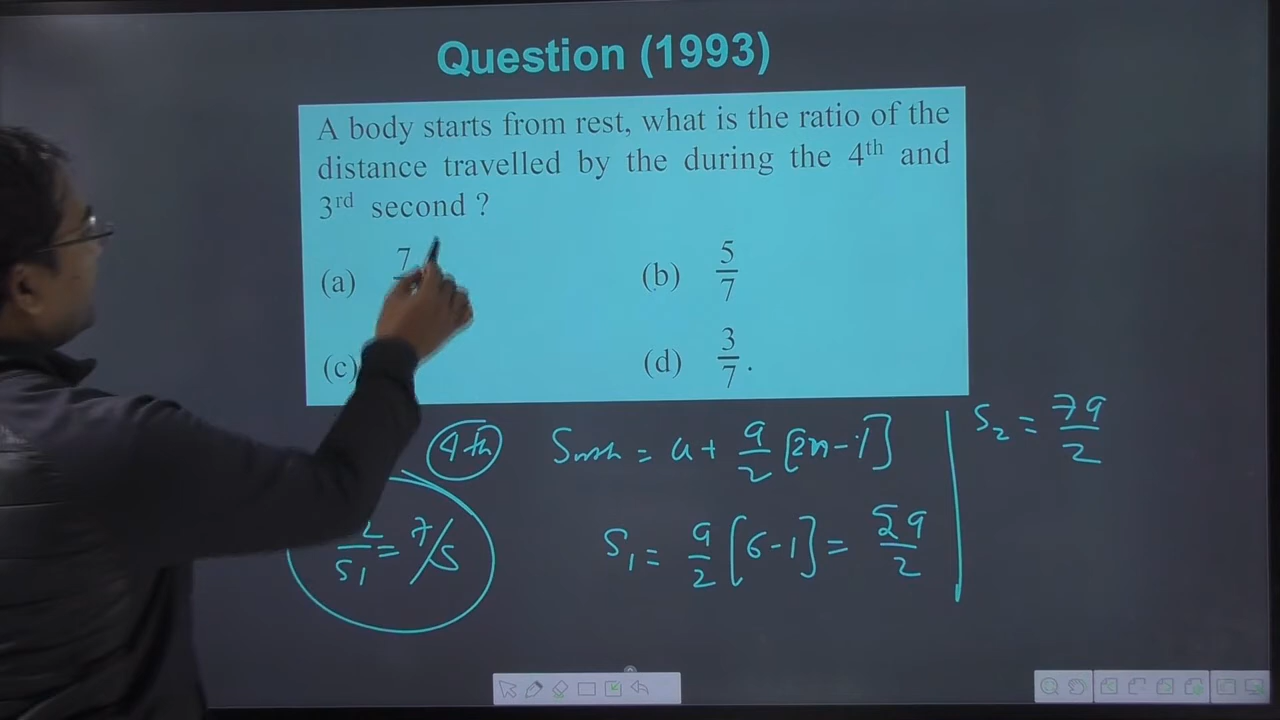 Question (1993)
A body starts from rest, what is the ratio of the
distance travelled by the during the 4th and
3rd second ?
(a) 7
(b) 5/7
(c)
(d) 3/7.
4th
Snth = u + a/2 [2n-1]
S2 = 7a/2
S1 = 7/5
S1 = a/2 [6-1] = 5a/2